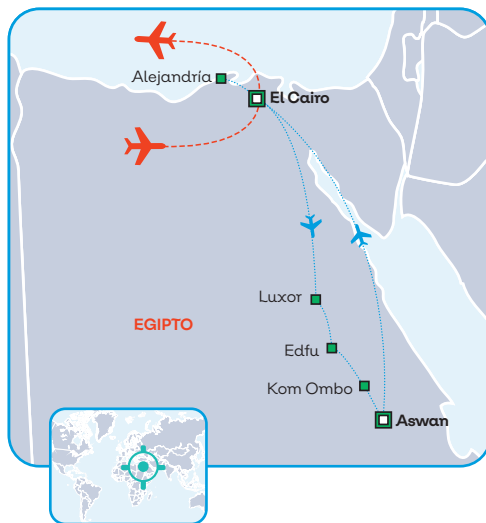 Alejandría
El Cairo
Luxor
EGIPTO
Edfu
Kom Ombo
Aswan